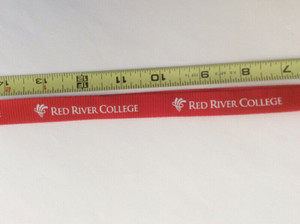 13 12 11 10 9 8 7
RED RIVER COLLEGE RED RIVER COLLEGE